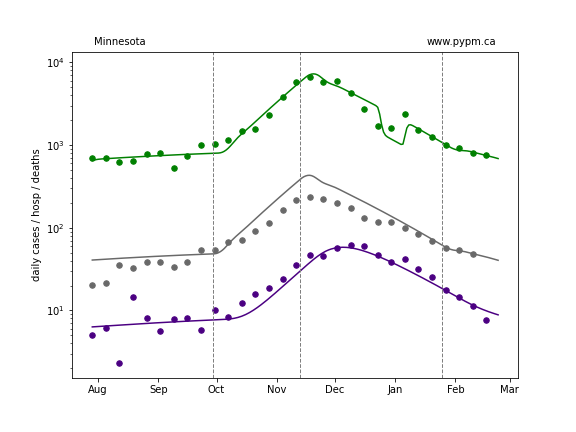 Minnesota
www.pypm.ca
daily cases / hosp / deaths
10⁴
10³
10²
10¹
Aug Sep Oct Nov Dec Jan Feb Mar